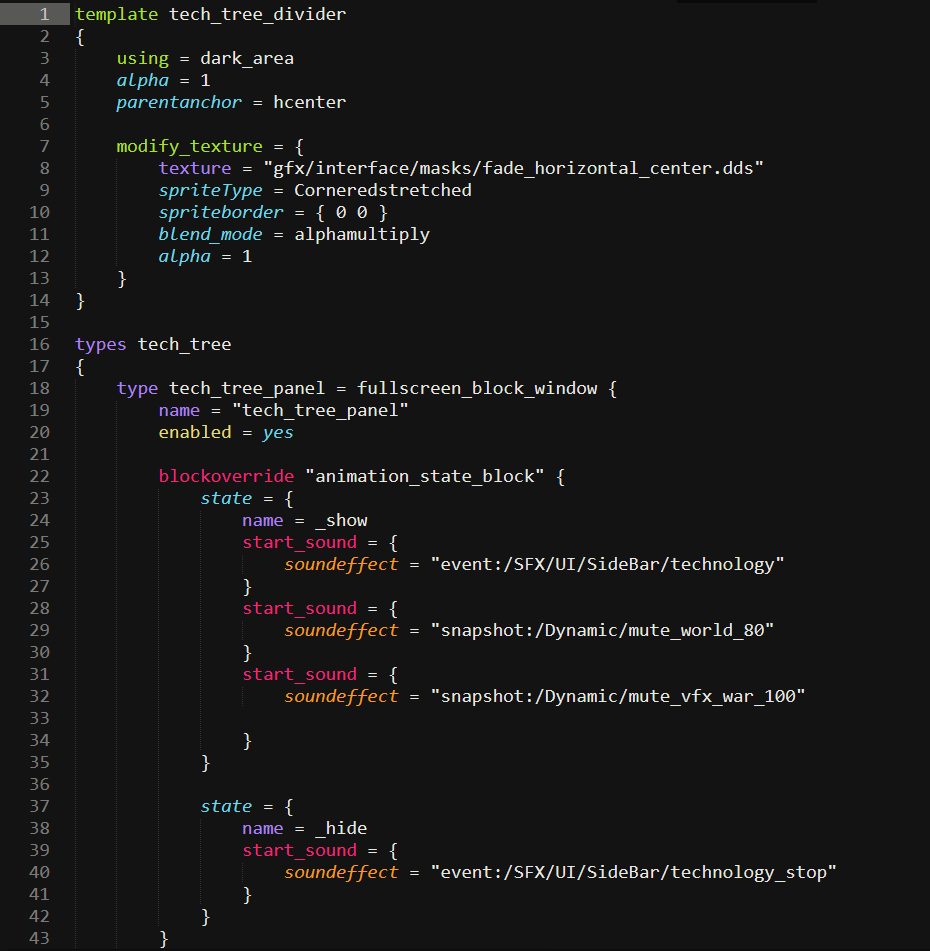 1 template tech_tree_divider
2 {
3 using = dark_area
4 alpha = 1
5 parentanchor = hcenter
6
7 modify_texture = {
8 texture = "gfx/interface/masks/fade_horizontal_center.dds"
9 spriteType = Corneredstretched
10 spriteborder = { 0 0 }
11 blend_mode = alphamultiply
12 alpha = 1
13 }
14 }
15
16 types tech_tree
17 {
18 type tech_tree_panel = fullscreen_block_window {
19 name = "tech_tree_panel"
20 enabled = yes
21
22 blockoverride "animation_state_block" {
23 state = {
24 name = _show
25 start_sound = {
26 soundeffect = "event:/SFX/UI/SideBar/technology"
27 }
28 start_sound = {
29 soundeffect = "snapshot:/Dynamic/mute_world_80"
30 }
31 start_sound = {
32 soundeffect = "snapshot:/Dynamic/mute_vfx_war_100"
33
34 }
35 }
36
37 state = {
38 name = _hide
39 start_sound = {
40 soundeffect = "event:/SFX/UI/SideBar/technology_stop"
41 }
42 }
43 }